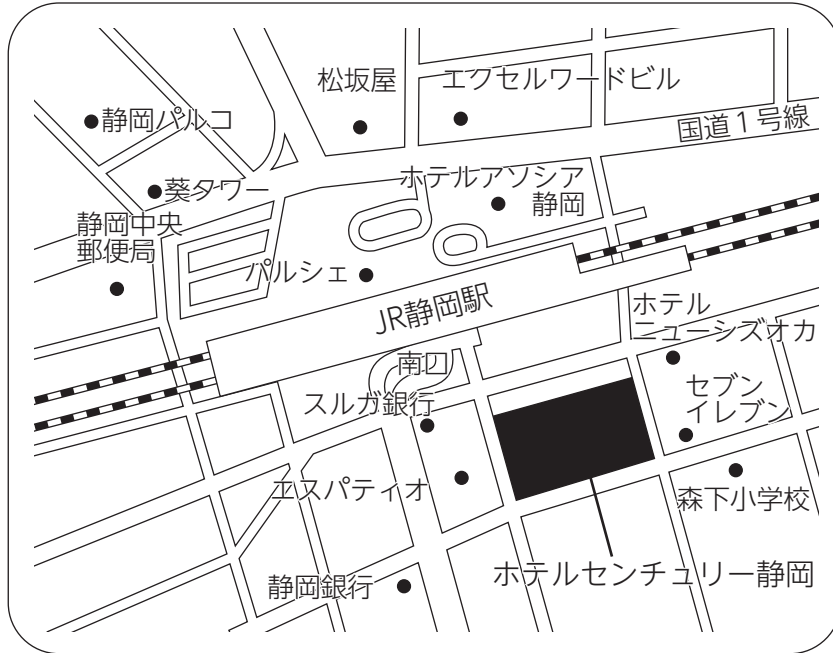 松坂屋
エクセルワードビル
静岡パルコ
国道1号線
葵タワー
ホテルアソシア
静岡
静岡中央
郵便局
パルシェ
JR静岡駅
ホテル
ニューシズオカ
南口
セブン
イレブン
スルガ銀行
エスパティオ
森下小学校
静岡銀行
ホテルセンチュリー静岡